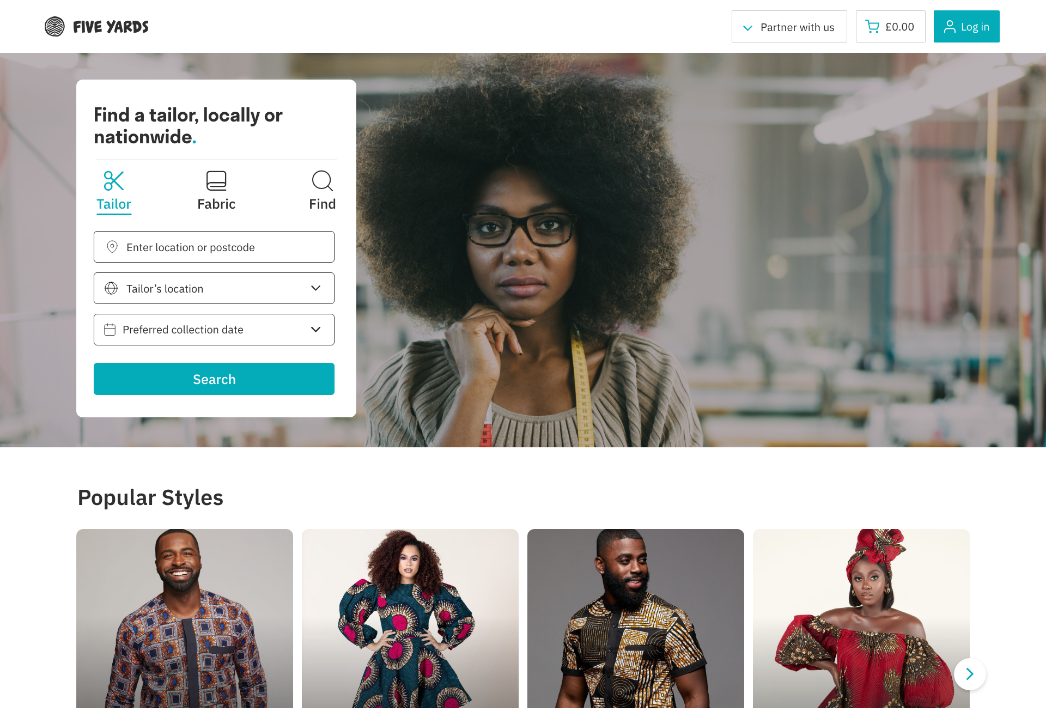 FIVE YARDS
Partner with us
£0.00
Log in
Find a tailor, locally or
nationwide.
Tailor
Fabric
Find
Enter location or postcode
Tailor's location
Preferred collection date
Search
Popular Styles